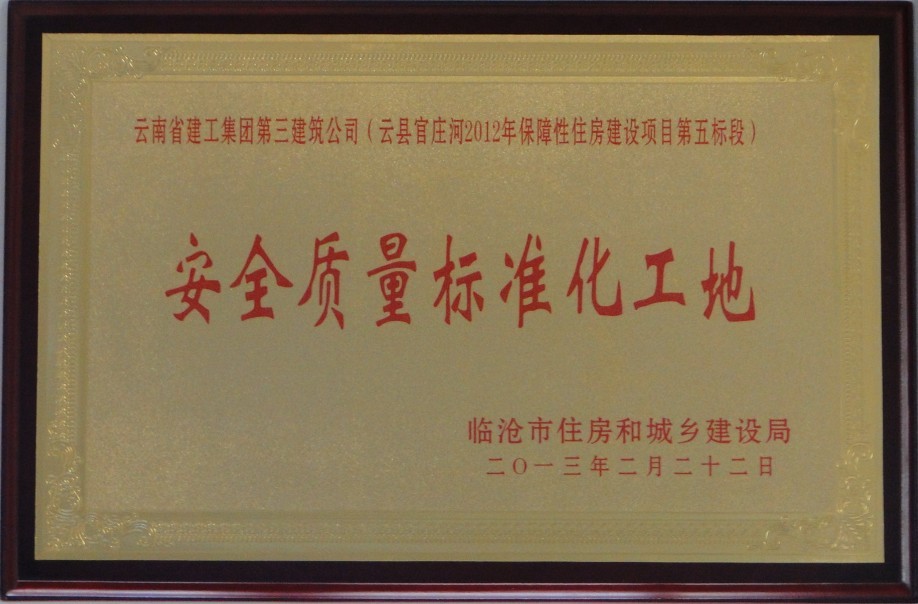 云南省建工集团第三建筑公司（云县官庄河2012年保障性住房建设项目第五标段）
安全质量标准化工地
临沧市住房和城乡建设局
二〇一三年二月二十二日